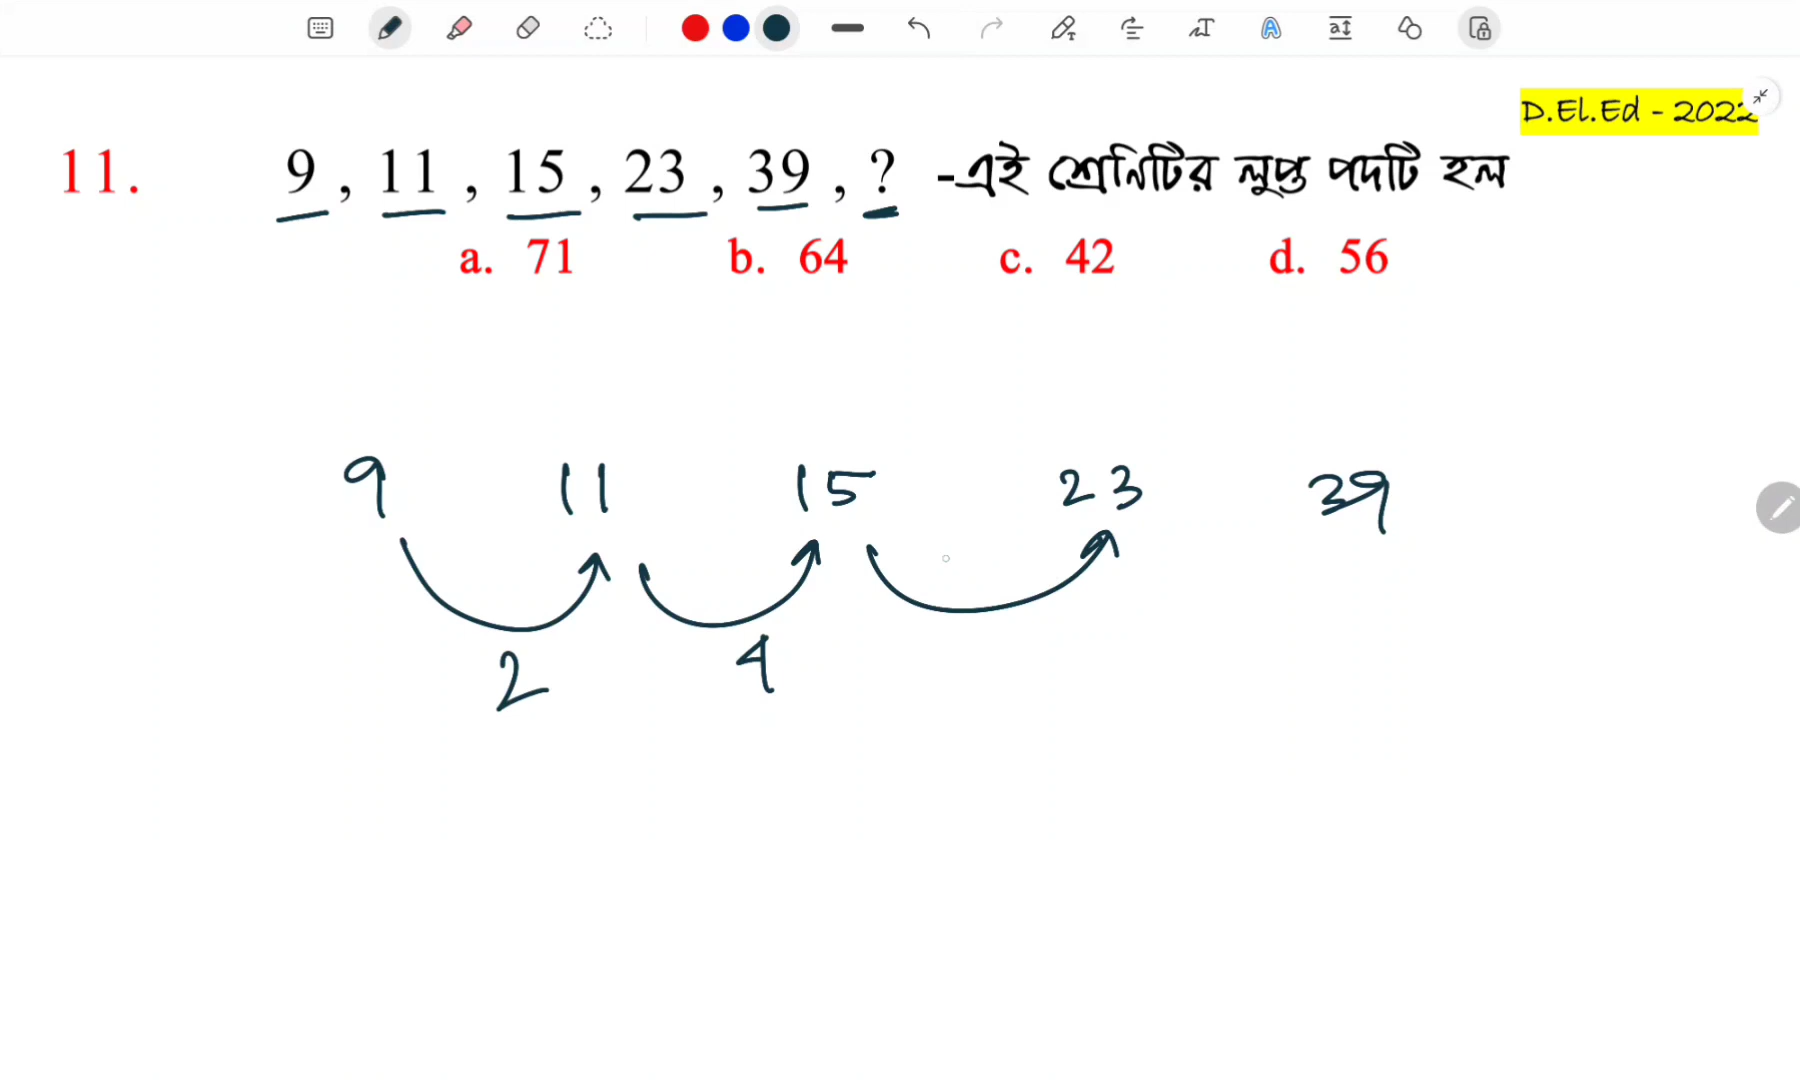 D.El.Ed - 2022
11. 9 , 11 , 15 , 23 , 39 , ? -এই শ্রেনিটির লুপ্ত পদটি হল
a. 71 b. 64 c. 42 d. 56
9 11 15 23 39
2 4